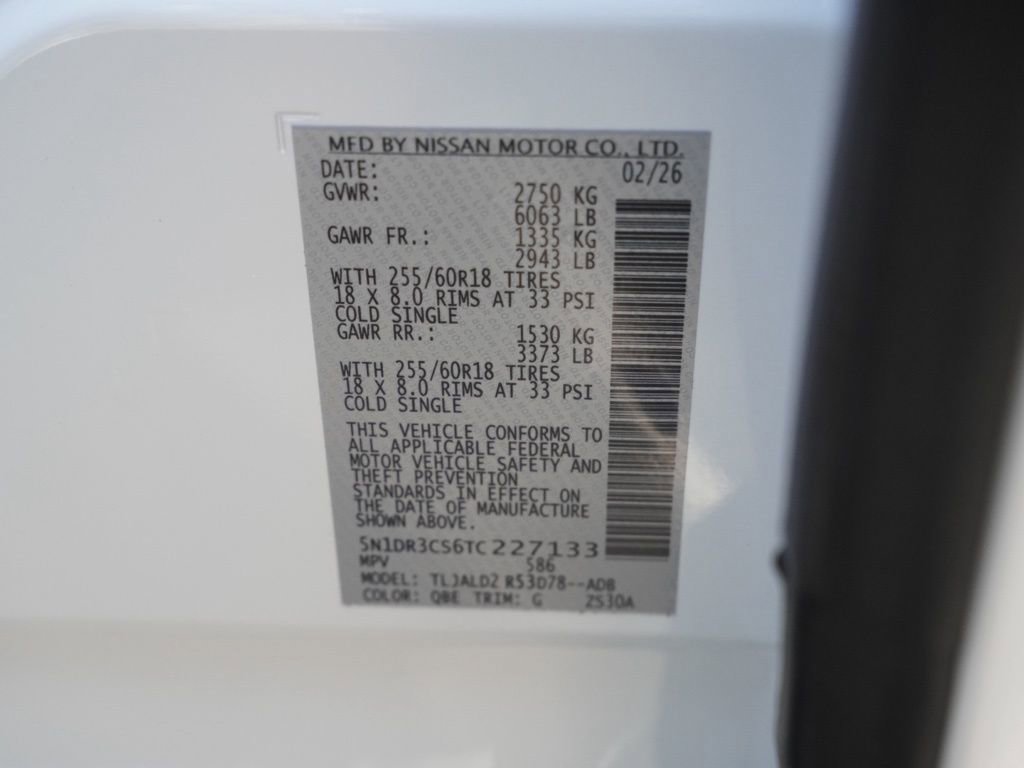 MFD BY NISSAN MOTOR CO., LTD.
DATE: 02/26
GVWR: 2750 KG
6063 LB
GAWR FR.: 1335 KG
2943 LB
WITH 255/60R18 TIRES
18 X 8.0 RIMS AT 33 PSI
COLD SINGLE
GAWR RR.: 1530 KG
3373 LB
WITH 255/60R18 TIRES
18 X 8.0 RIMS AT 33 PSI
COLD SINGLE
THIS VEHICLE CONFORMS TO
ALL APPLICABLE FEDERAL
MOTOR VEHICLE SAFETY AND
THEFT PREVENTION
STANDARDS IN EFFECT ON
THE DATE OF MANUFACTURE
SHOWN ABOVE.
5N1DR3CS6TC227133
MPV 586
MODEL: TLJALDZ R53D78--ADB
COLOR: QBE TRIM: G 2S30A